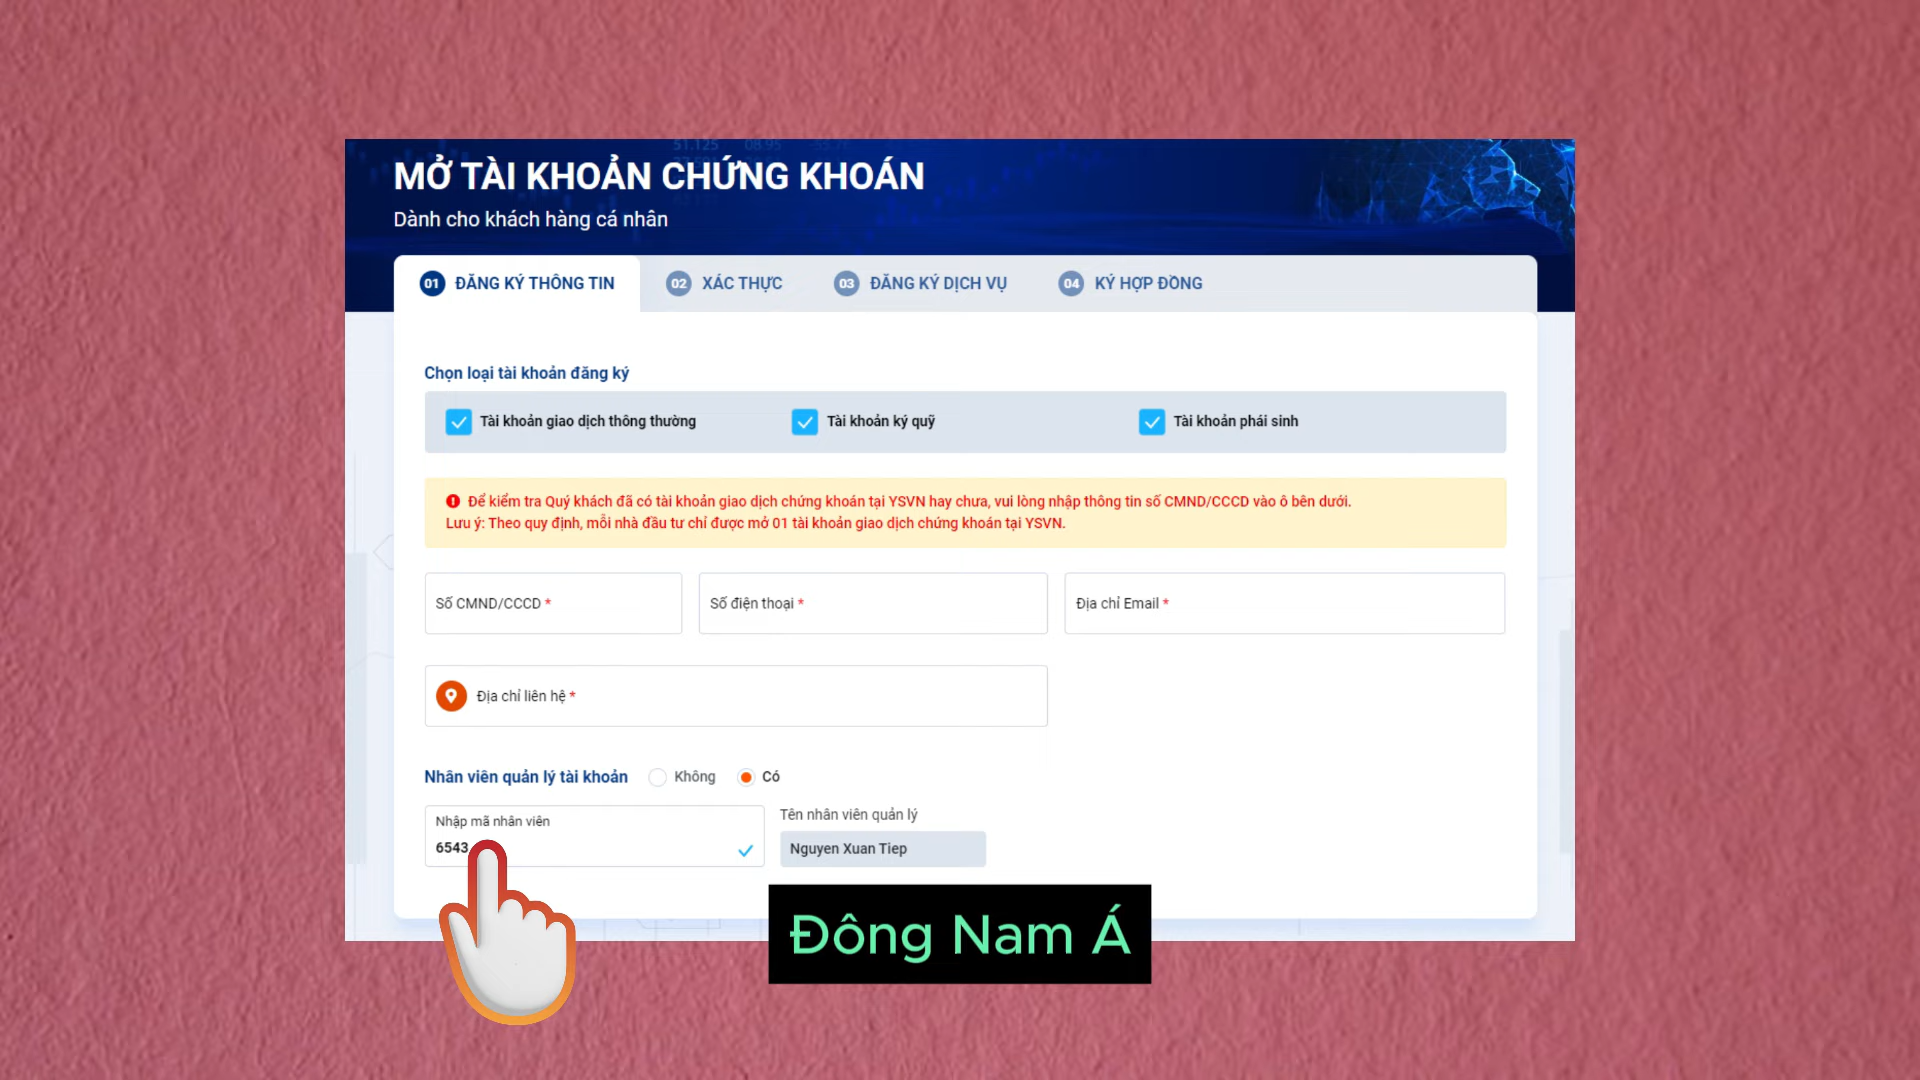 MỞ TÀI KHOẢN CHỨNG KHOÁN
Dành cho khách hàng cá nhân
01 ĐĂNG KÝ THÔNG TIN
02 XÁC THỰC
03 ĐĂNG KÝ DỊCH VỤ
04 KÝ HỢP ĐỒNG
Chọn loại tài khoản đăng ký
Tài khoản giao dịch thông thường
Tài khoản ký quỹ
Tài khoản phái sinh
Để kiểm tra Quý khách đã có tài khoản giao dịch chứng khoán tại YSVN hay chưa, vui lòng nhập thông tin số CMND/CCCD vào ô bên dưới.
Lưu ý: Theo quy định, mỗi nhà đầu tư chỉ được mở 01 tài khoản giao dịch chứng khoán tại YSVN.
Số CMND/CCCD *
Số điện thoại *
Địa chỉ Email *
Địa chỉ liên hệ *
Nhân viên quản lý tài khoản
Không
Có
Nhập mã nhân viên
6543
Tên nhân viên quản lý
Nguyen Xuan Tiep
Đông Nam Á